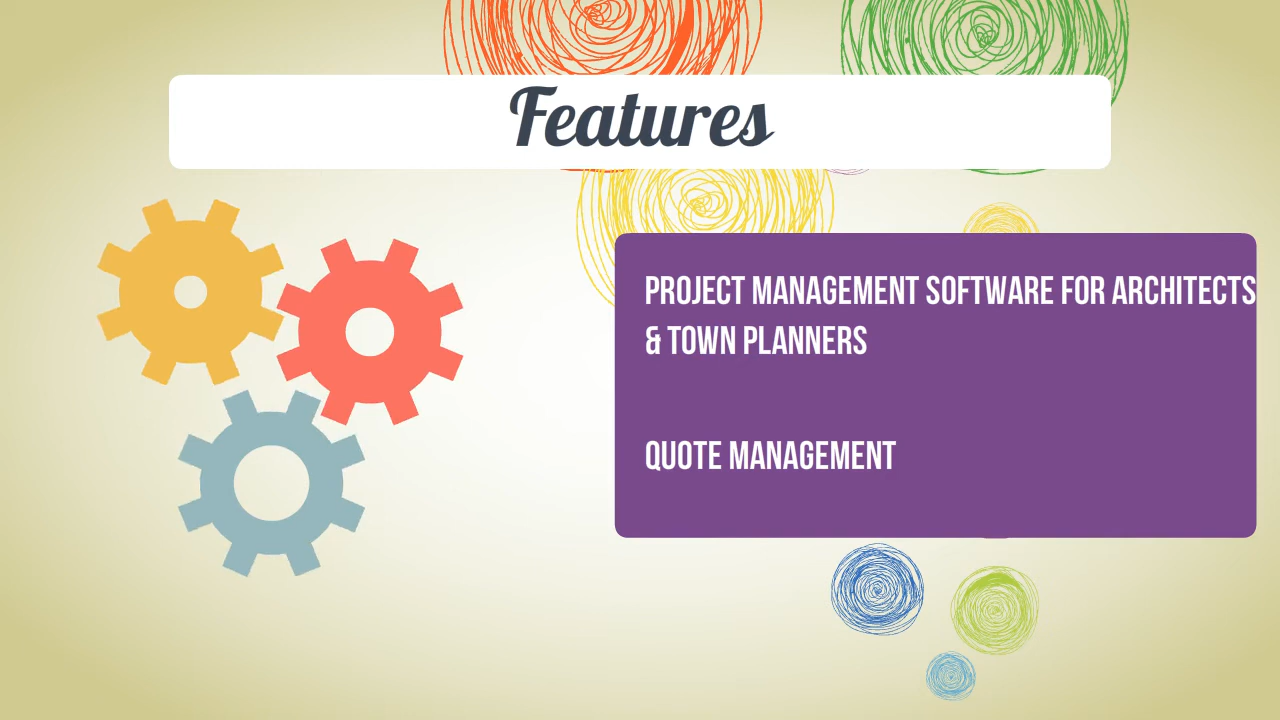 Features
PROJECT MANAGEMENT SOFTWARE FOR ARCHITECTS
& TOWN PLANNERS
QUOTE MANAGEMENT